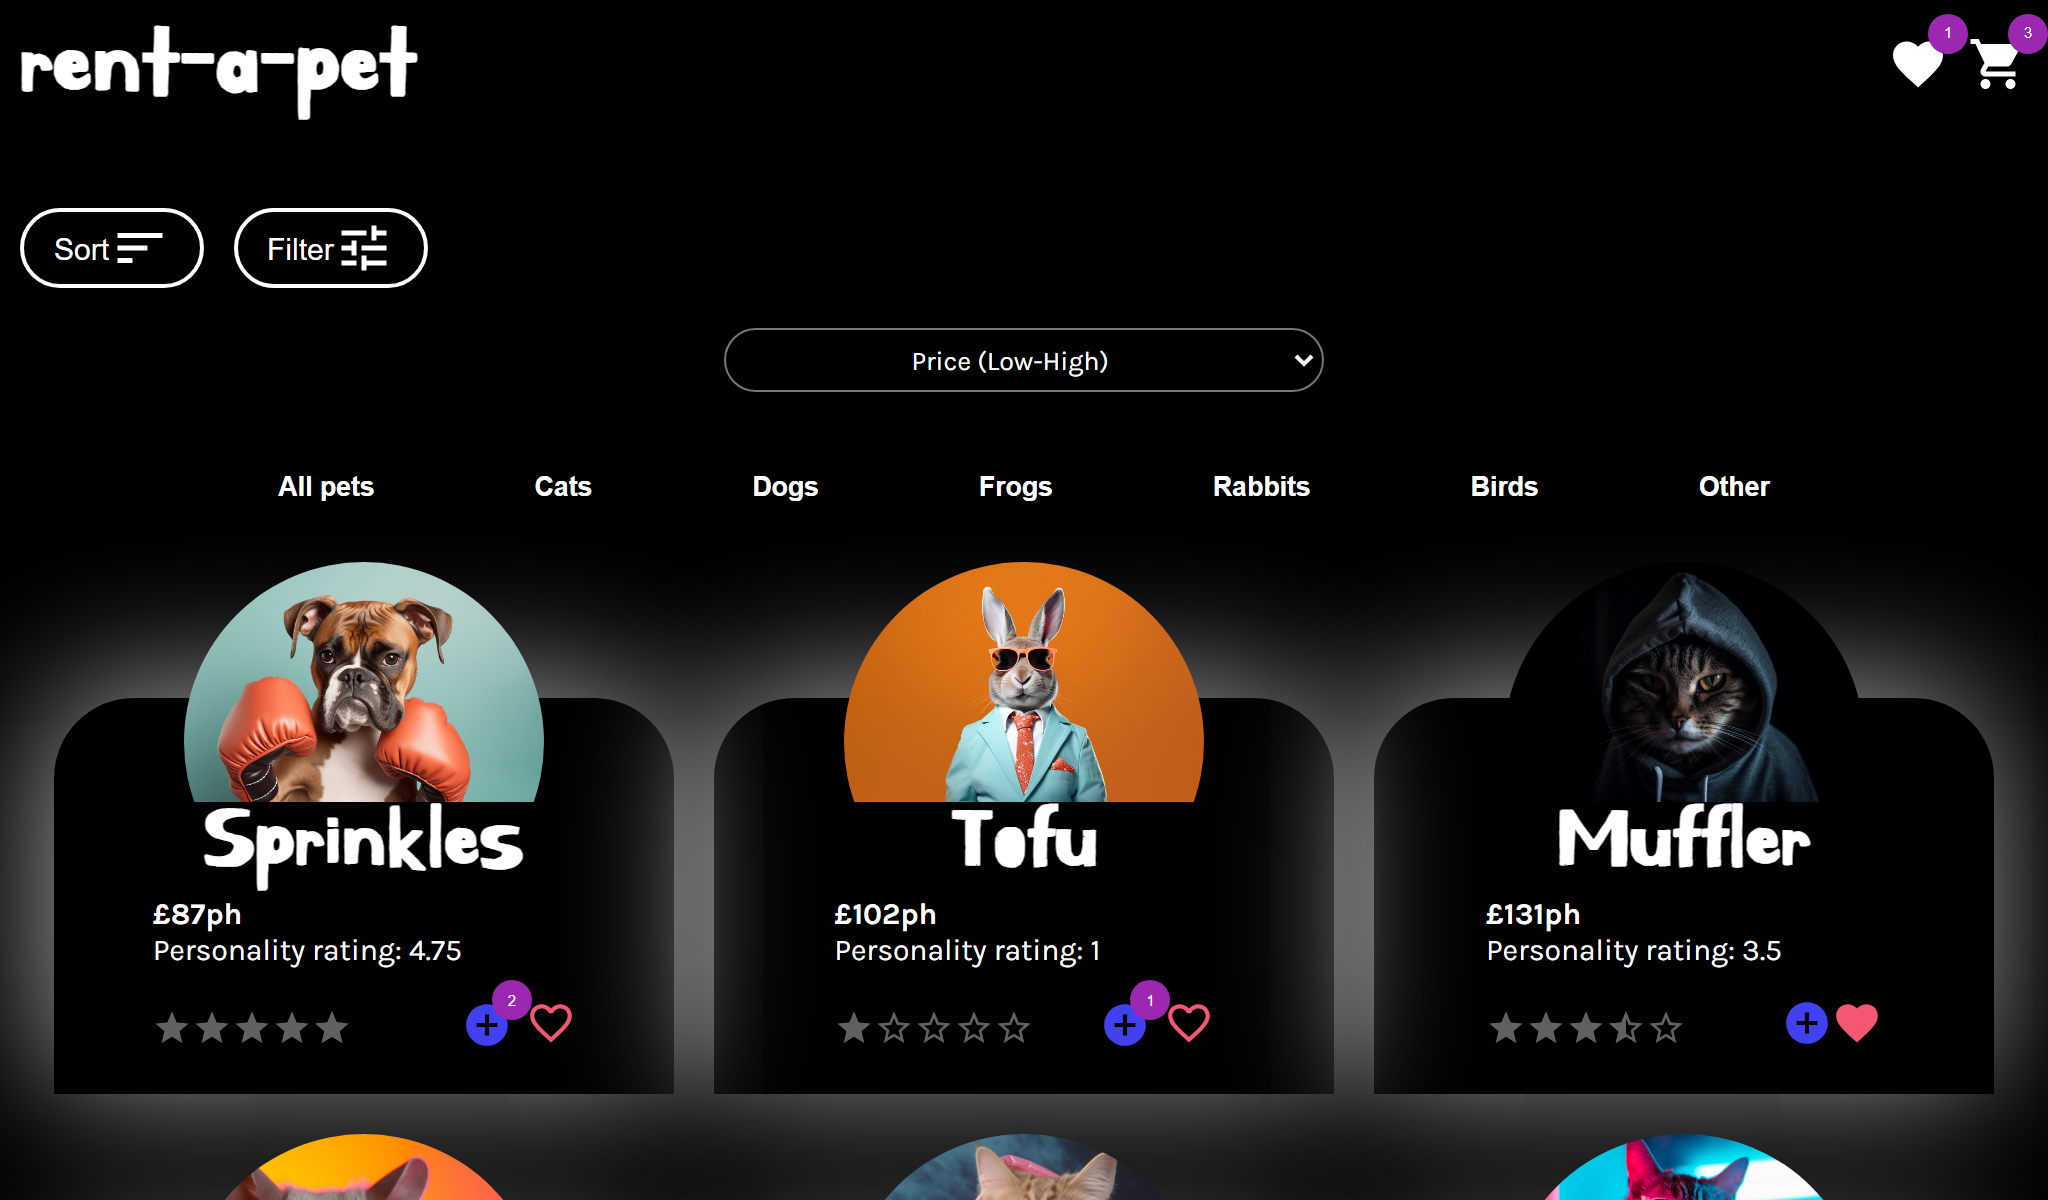 rent-a-pet
1
3
Sort
Filter
Price (Low-High)
All pets
Cats
Dogs
Frogs
Rabbits
Birds
Other
Sprinkles
£87ph
Personality rating: 4.75
2
Tofu
£102ph
Personality rating: 1
1
Muffler
£131ph
Personality rating: 3.5